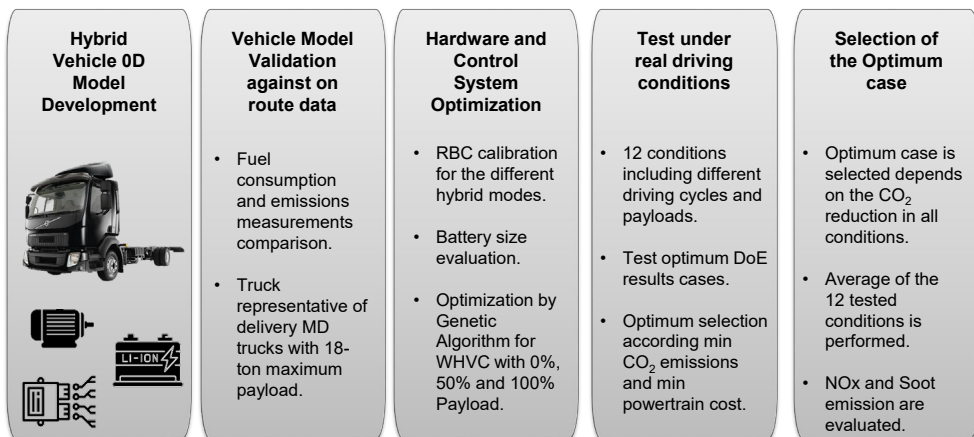 Hybrid
Vehicle 0D
Model
Development
LI-ION
Vehicle Model
Validation
against on
route data
• Fuel
consumption
and emissions
measurements
comparison.
• Truck
representative of
delivery MD
trucks with 18-
ton maximum
payload.
Hardware and
Control
System
Optimization
• RBC calibration
for the different
hybrid modes.
• Battery size
evaluation.
• Optimization by
Genetic
Algorithm for
WHVC with 0%,
50% and 100%
Payload.
Test under
real driving
conditions
• 12 conditions
including different
driving cycles and
payloads.
• Test optimum DoE
results cases.
• Optimum selection
according min
CO₂ emissions
and min
powertrain cost.
Selection of
the Optimum
case
• Optimum case is
selected depends
on the CO₂
reduction in all
conditions.
• Average of the
12 tested
conditions is
performed.
• NOx and Soot
emission are
evaluated.